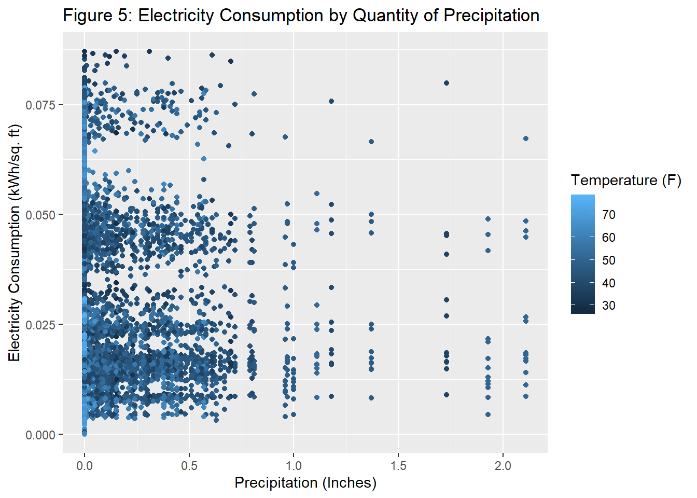 Figure 5: Electricity Consumption by Quantity of Precipitation
Electricity Consumption (kWh/sq. ft)
0.075
0.050
0.025
0.000
0.0 0.5 1.0 1.5 2.0
Precipitation (Inches)
Temperature (F)
70
60
50
40
30